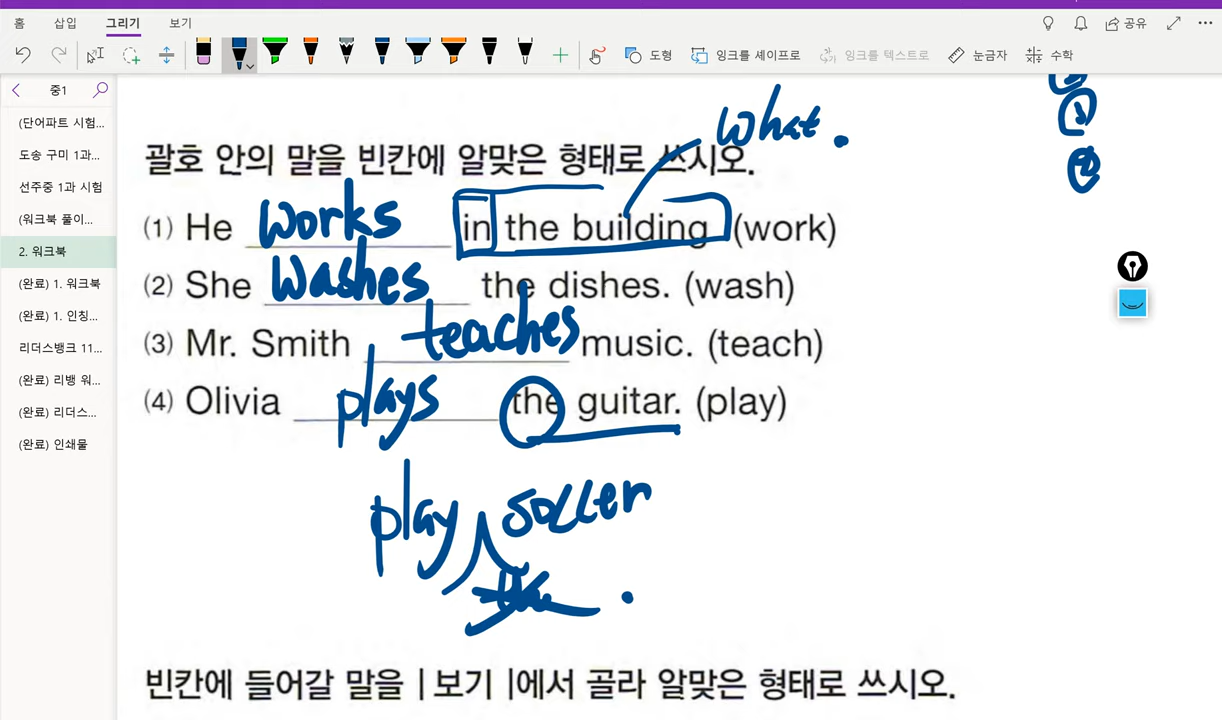 홈 삽입 그리기 보기
공유
도형 잉크를 셰이프로 잉크를 텍스트로 눈금자 수학
중1
(단어파트 시험...
도송 구미 1과...
선주중 1과 시험
(워크북 풀이...
2. 워크북
(완료) 1. 워크북
(완료) 1. 인칭...
리더스뱅크 11...
(완료) 리뱅 워...
(완료) 리더스...
(완료) 인쇄물
what.
괄호 안의 말을 빈칸에 알맞은 형태로 쓰시오.
(1) He works in the building (work)
(2) She washes the dishes. (wash)
(3) Mr. Smith teaches music. (teach)
(4) Olivia plays the guitar. (play)
play soccer
the
빈칸에 들어갈 말을 |보기|에서 골라 알맞은 형태로 쓰시오.